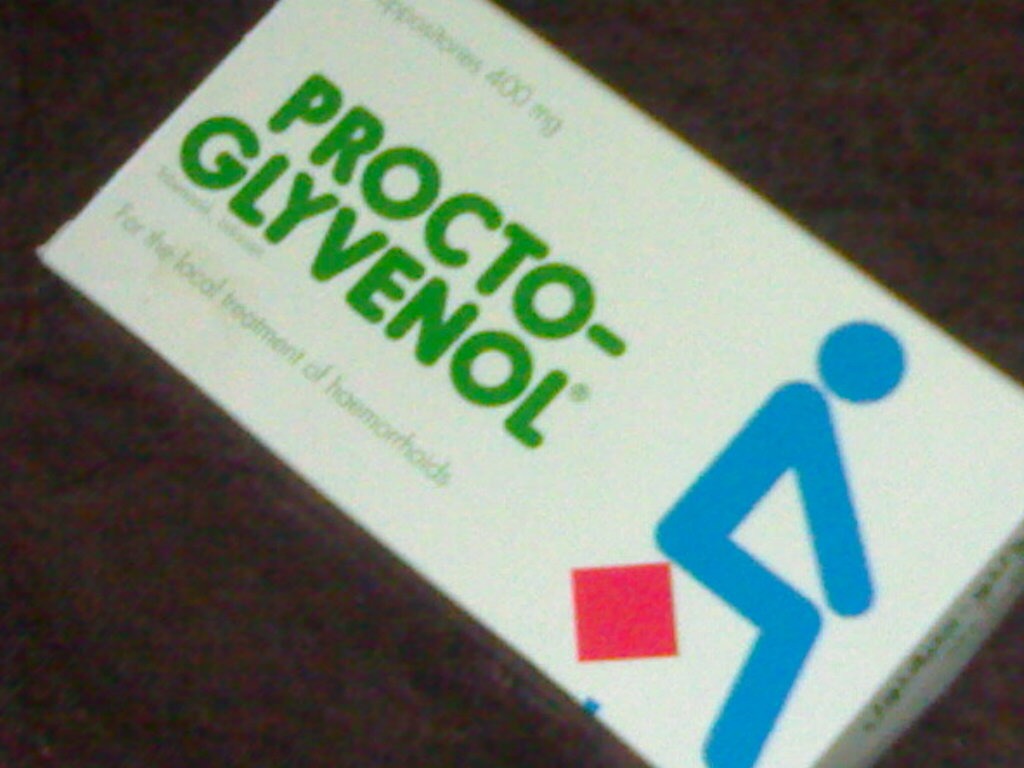 400 mg
PROCTO-
GLYVENOL®
For the local treatment of haemorrhoids